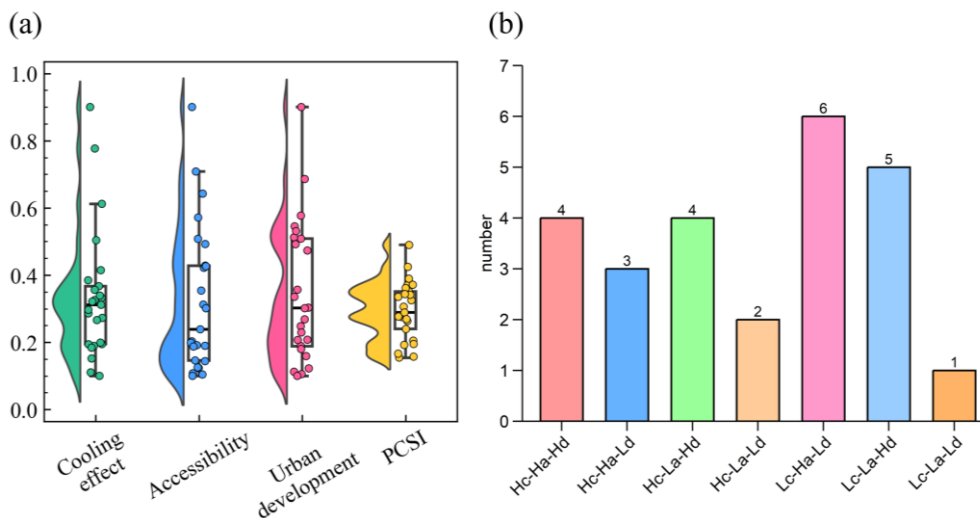 (a)
(b)
1.0
0.8
0.6
0.4
0.2
0.0
Cooling
effect
Accessibility
Urban
development
PCSI
number
7
6
5
4
3
2
1
0
4
3
4
2
6
5
1
Hc-Ha-Hd
Hc-Ha-Ld
Hc-La-Hd
Hc-La-Ld
Lc-Ha-Ld
Lc-La-Hd
Lc-La-Ld